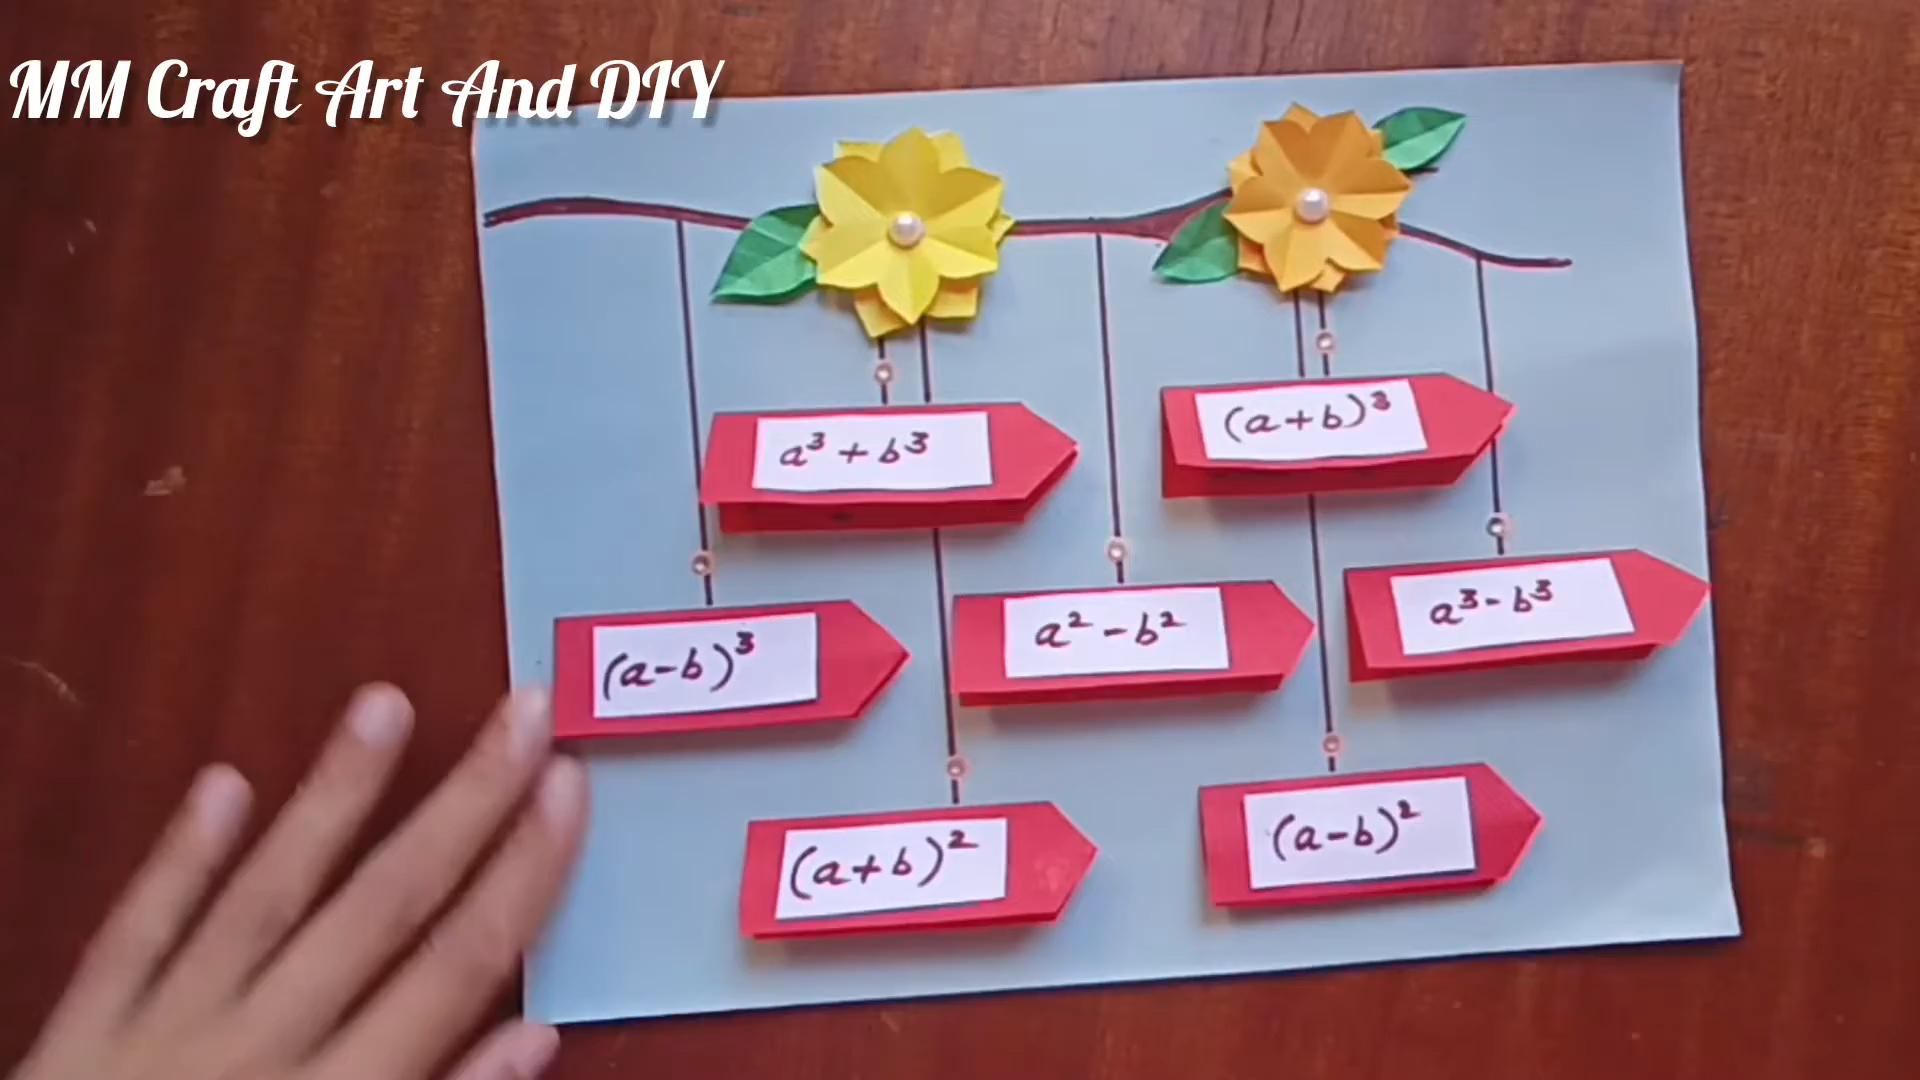 MM Craft Art And DIY
a³ + b³
(a+b)³
(a-b)³
a² - b²
a³ - b³
(a+b)²
(a-b)²